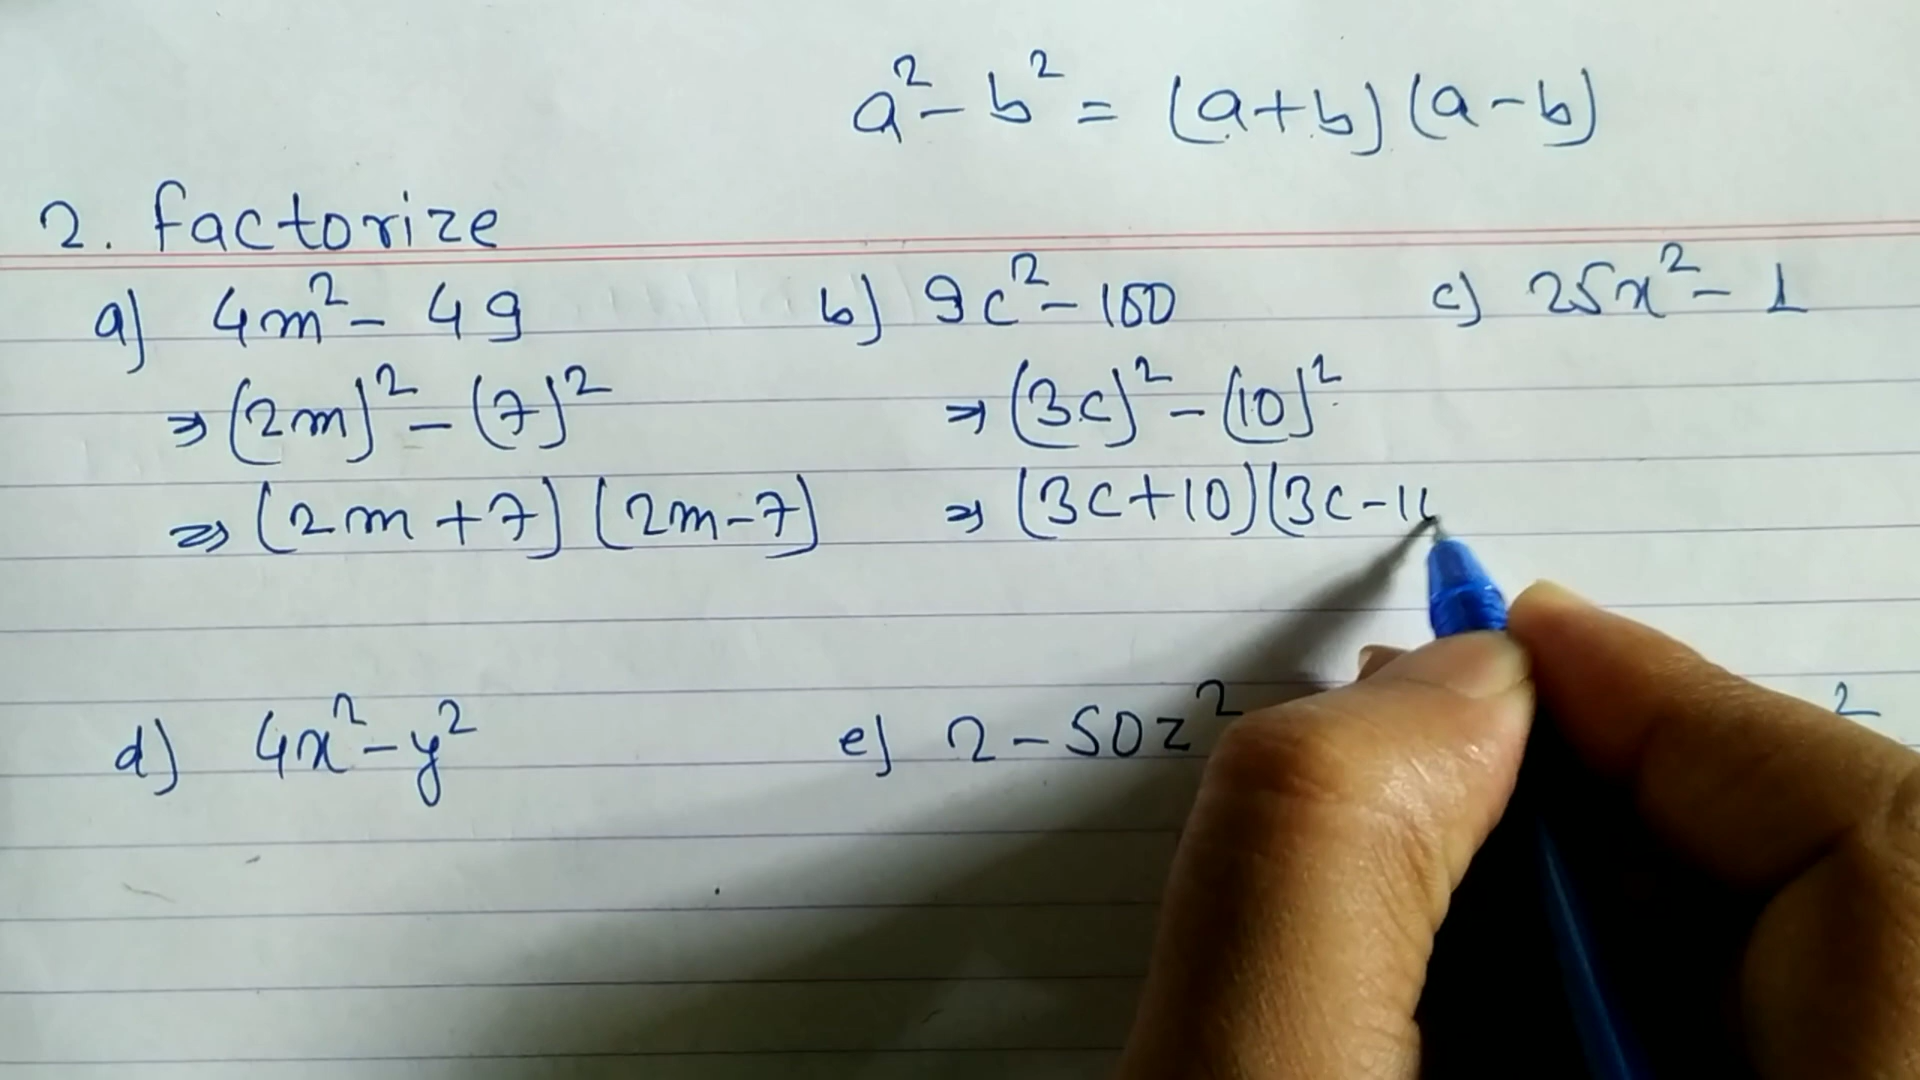 a² - b² = (a+b) (a-b)
2. factorize
a) 4m² - 49
b) 9c² - 100
c) 25x² - 1
⇒ (2m)² - (7)²
⇒ (3c)² - (10)²
⇒ (2m + 7) (2m - 7)
⇒ (3c+10)(3c-1
d) 4x² - y²
e) 2 - 50z²
2